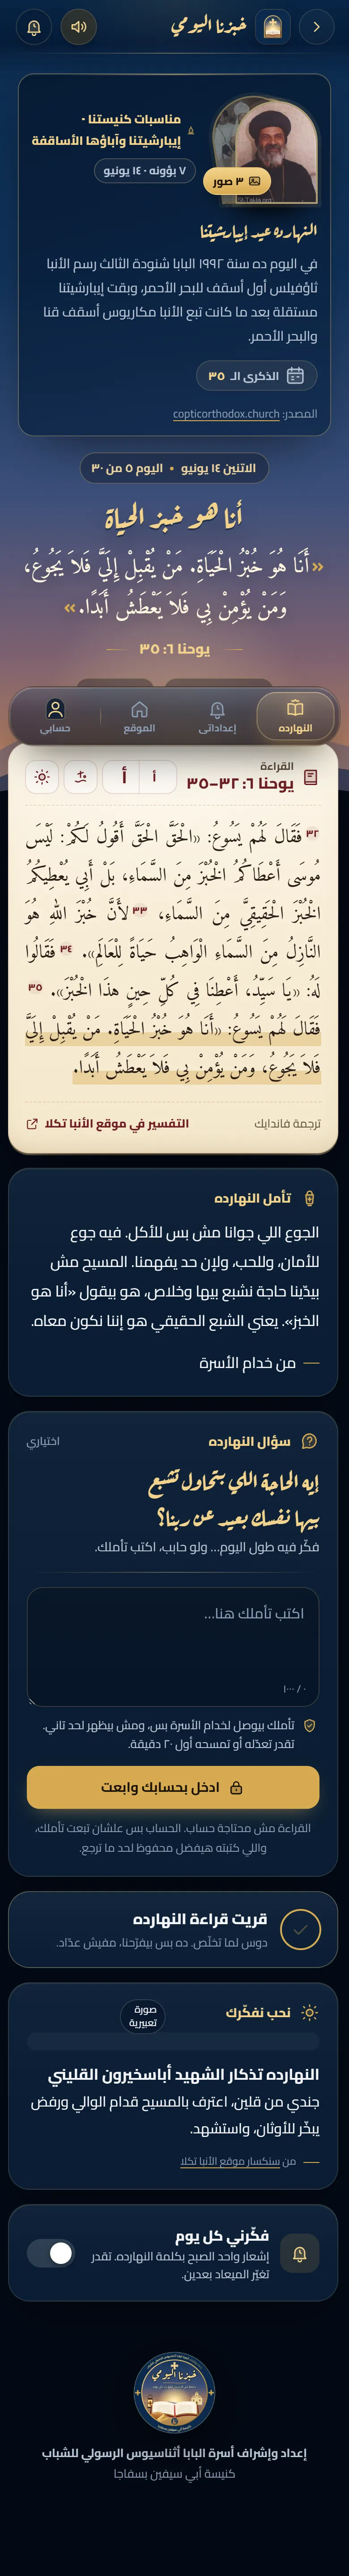 خبزنا اليومي
مناسبات كنيستنا ·
إيبارشيتنا وآباؤها الأساقفة
٧ بؤونه · ١٤ يونيو
٣ صور
النهارده عيد إيبارشيتنا
في اليوم ده سنة ١٩٩٢ البابا شنودة الثالث رسم الأنبا
ثاؤفيلس أول أسقف للبحر الأحمر، وبقت إيبارشيتنا
مستقلة بعد ما كانت تبع الأنبا مكاريوس أسقف قنا
والبحر الأحمر.
الذكرى الـ ٣٥
المصدر: copticorthodox.church
الاثنين ١٤ يونيو • اليوم ٥ من ٣٠
أنا هو خبز الحياة
«أَنَا هُوَ خُبْزُ الْحَيَاةِ. مَنْ يُقْبِلْ إِلَيَّ فَلاَ يَجُوعُ،
وَمَنْ يُؤْمِنْ بِي فَلاَ يَعْطَشُ أَبَدًا.»
يوحنا ٦: ٣٥
النهارده
إعداداتى
الموقع
حسابى
القراءة
يوحنا ٦: ٣٢–٣٥
أ
أ
٣٢ فَقَالَ لَهُمْ يَسُوعُ: «الْحَقَّ الْحَقَّ أَقُولُ لَكُمْ: لَيْسَ
مُوسَى أَعْطَاكُمُ الْخُبْزَ مِنَ السَّمَاءِ، بَلْ أَبِي يُعْطِيكُمُ
الْخُبْزَ الْحَقِيقِيَّ مِنَ السَّمَاءِ، ٣٣ لأَنَّ خُبْزَ اللهِ هُوَ
النَّازِلُ مِنَ السَّمَاءِ الْوَاهِبُ حَيَاةً لِلْعَالَمِ». ٣٤ فَقَالُوا
لَهُ: «يَا سَيِّدُ، أَعْطِنَا فِي كُلِّ حِينٍ هذَا الْخُبْزَ». ٣٥
فَقَالَ لَهُمْ يَسُوعُ: «أَنَا هُوَ خُبْزُ الْحَيَاةِ. مَنْ يُقْبِلْ إِلَيَّ
فَلاَ يَجُوعُ، وَمَنْ يُؤْمِنْ بِي فَلاَ يَعْطَشُ أَبَدًا.
ترجمة فاندايك
التفسير في موقع الأنبا تكلا
تأمل النهارده
الجوع اللي جوانا مش بس للأكل. فيه جوع
للأمان، وللحب، ولإن حد يفهمنا. المسيح مش
بيدّينا حاجة نشبع بيها وخلاص، هو بيقول «أنا هو
الخبز». يعني الشبع الحقيقي هو إننا نكون معاه.
— من خدام الأسرة
سؤال النهارده
اختياري
إيه الحاجة اللي بتحاول تشبع
بيها نفسك بعيد عن ربنا؟
فكّر فيه طول اليوم… ولو حابب، اكتب تأملك.
اكتب تأملك هنا…
٠ / ١٠٠٠
تأملك بيوصل لخدام الأسرة بس، ومش بيظهر لحد تاني.
تقدر تعدّله أو تمسحه أول ٢٠ دقيقة.
ادخل بحسابك وابعت
القراءة مش محتاجة حساب. الحساب بس علشان تبعت تأملك،
واللي كتبته هيفضل محفوظ لحد ما ترجع.
قريت قراءة النهارده
دوس لما تخلّص. ده بس بيفرّحنا، مفيش عدّاد.
نحب نفكّرك
صورة
تعبيرية
النهارده تذكار الشهيد أباسخيرون القليني
جندي من قلين، اعترف بالمسيح قدام الوالي ورفض
يبخّر للأوثان، واستشهد.
— من سنكسار موقع الأنبا تكلا
فكّرني كل يوم
إشعار واحد الصبح بكلمة النهارده. تقدر
تغيّر الميعاد بعدين.
خبزنا اليومي
إعداد وإشراف أسرة البابا أثناسيوس الرسولي للشباب
كنيسة أبي سيفين بسفاجا